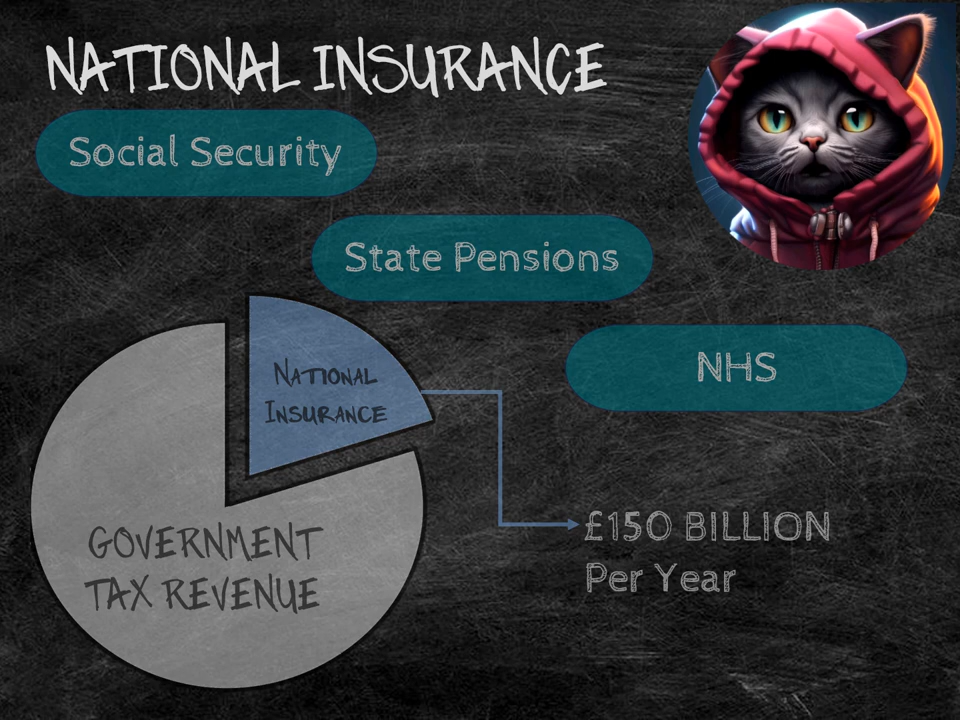 NATIONAL INSURANCE
Social Security
State Pensions
NHS
National
Insurance
GOVERNMENT
TAX REVENUE
£150 BILLION
Per Year